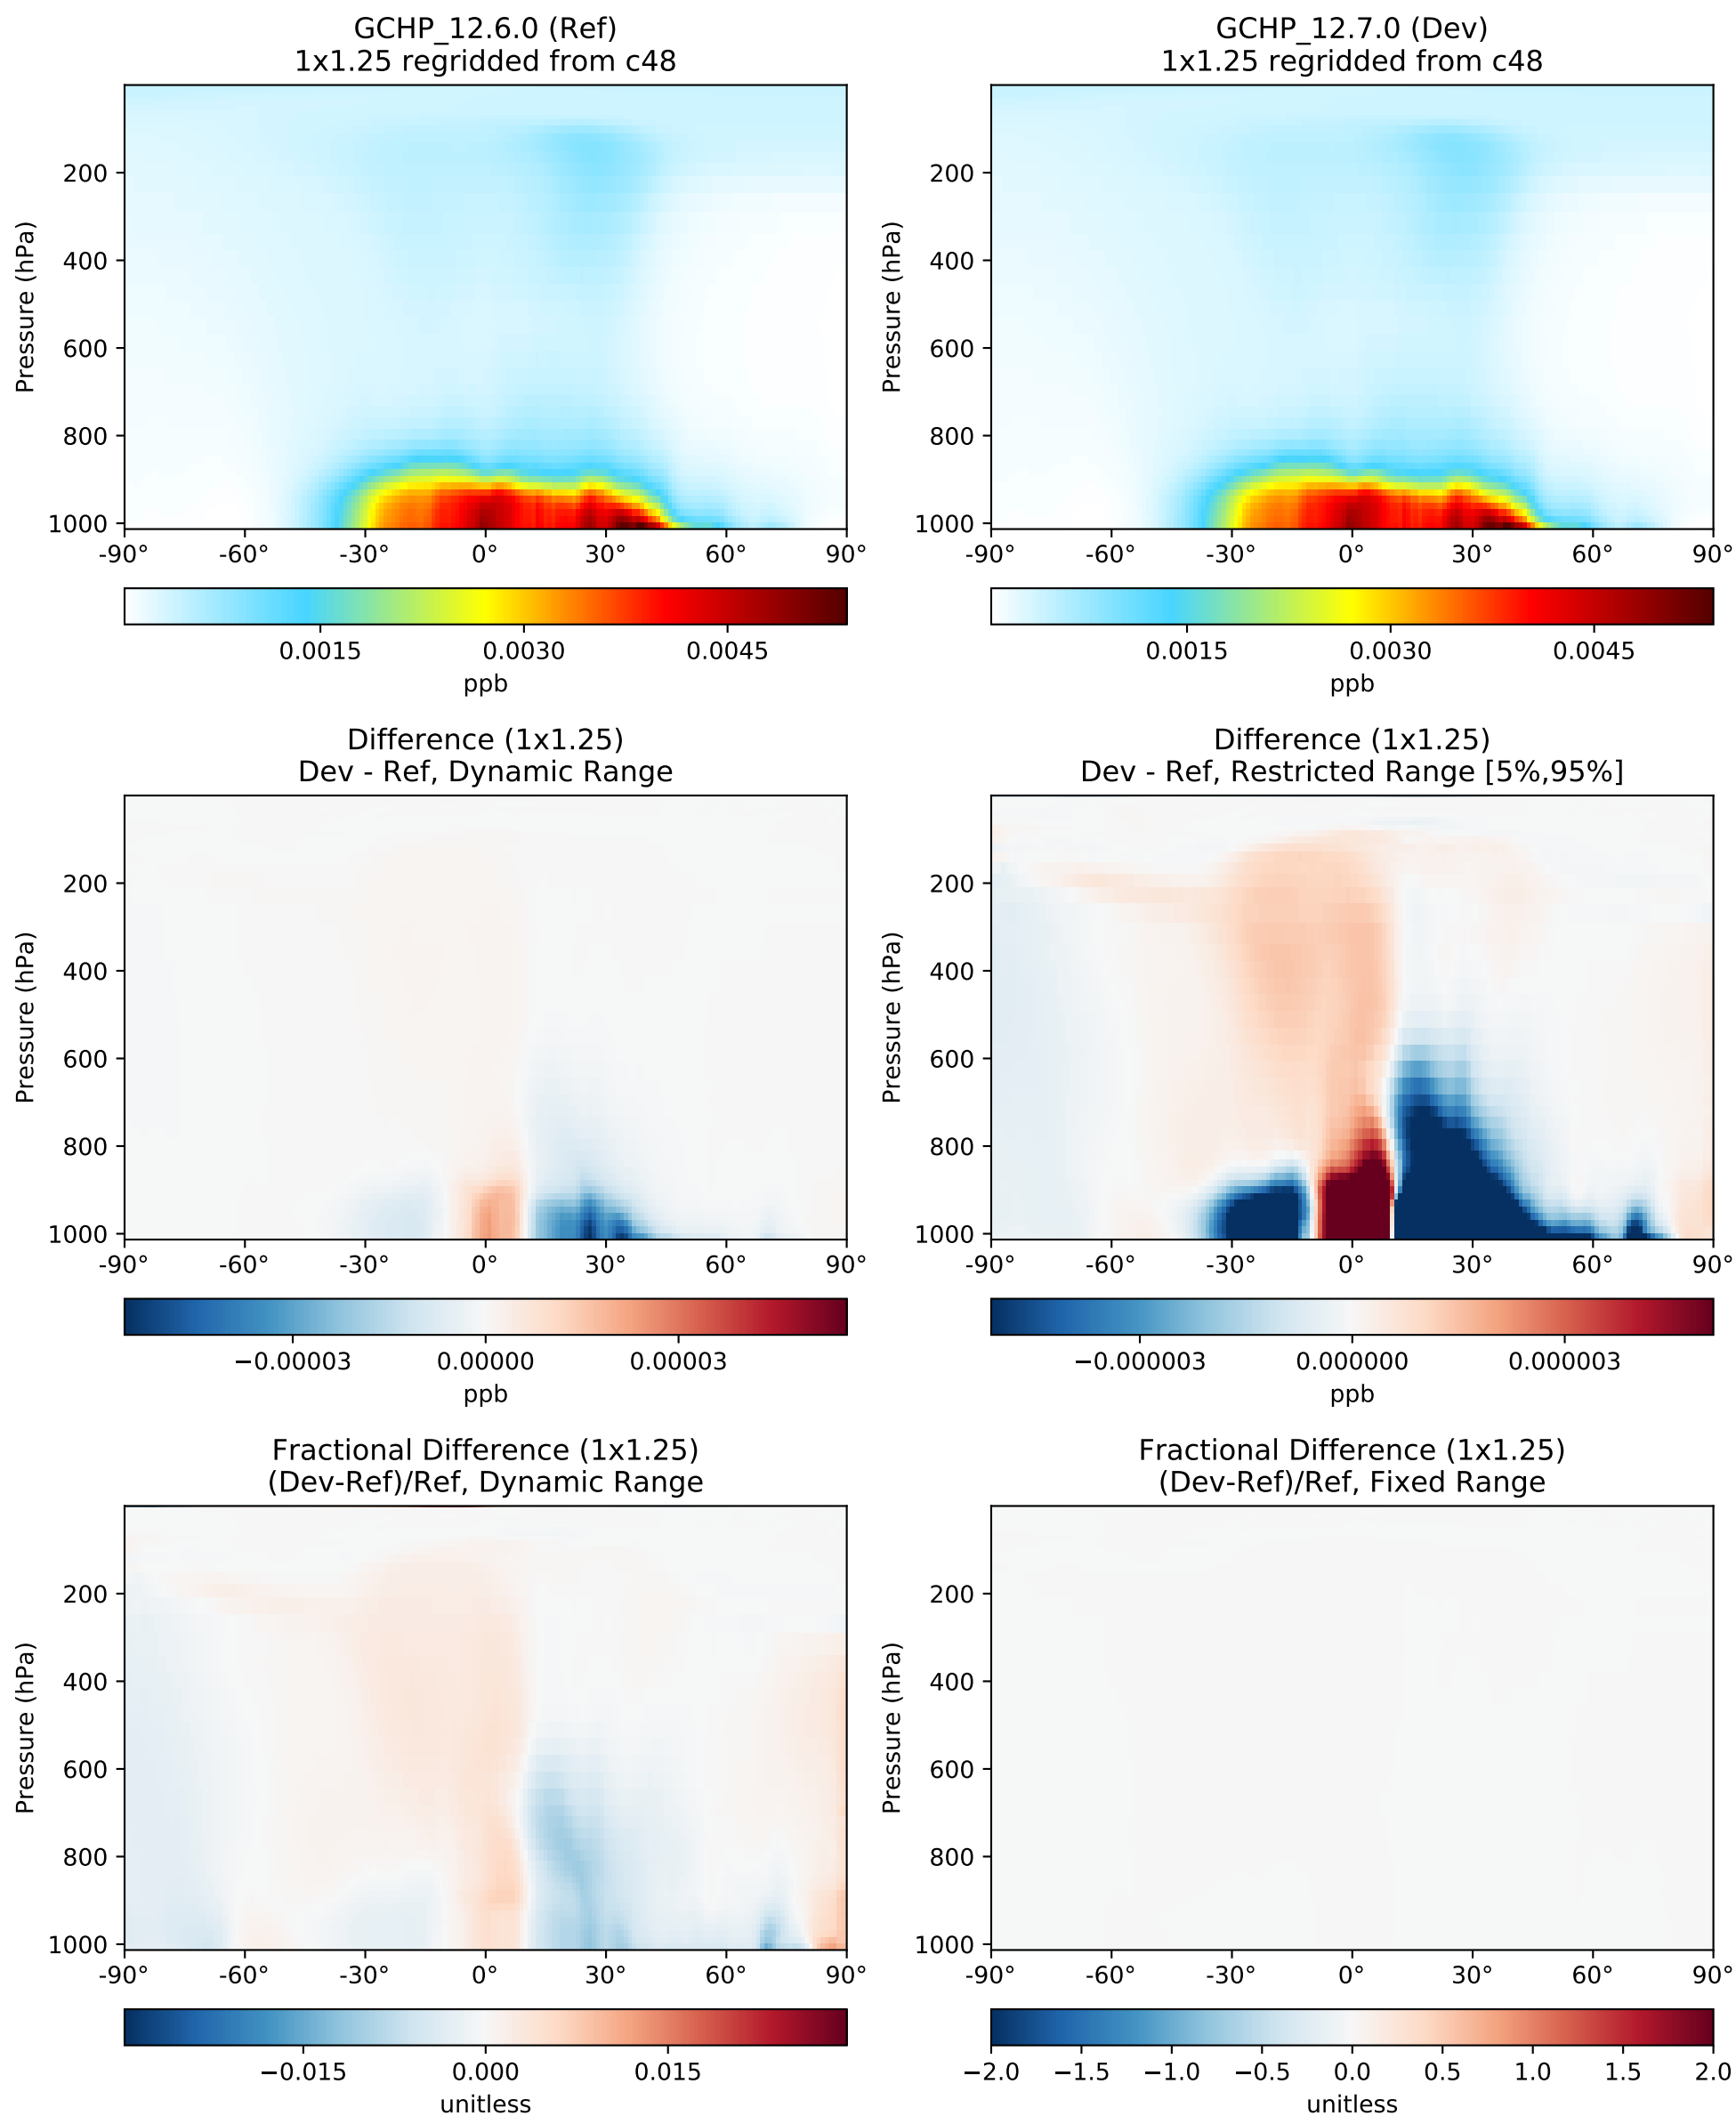 GCHP_12.6.0 (Ref)
1x1.25 regridded from c48
GCHP_12.7.0 (Dev)
1x1.25 regridded from c48
Pressure (hPa)
200
400
600
800
1000
-90° -60° -30° 0° 30° 60° 90°
0.0015 0.0030 0.0045
ppb
Pressure (hPa)
200
400
600
800
1000
-90° -60° -30° 0° 30° 60° 90°
0.0015 0.0030 0.0045
ppb
Difference (1x1.25)
Dev - Ref, Dynamic Range
Difference (1x1.25)
Dev - Ref, Restricted Range [5%,95%]
Pressure (hPa)
200
400
600
800
1000
-90° -60° -30° 0° 30° 60° 90°
−0.00003 0.00000 0.00003
ppb
Pressure (hPa)
200
400
600
800
1000
-90° -60° -30° 0° 30° 60° 90°
−0.000003 0.000000 0.000003
ppb
Fractional Difference (1x1.25)
(Dev-Ref)/Ref, Dynamic Range
Fractional Difference (1x1.25)
(Dev-Ref)/Ref, Fixed Range
Pressure (hPa)
200
400
600
800
1000
-90° -60° -30° 0° 30° 60° 90°
−0.015 0.000 0.015
unitless
Pressure (hPa)
200
400
600
800
1000
-90° -60° -30° 0° 30° 60° 90°
−2.0 −1.5 −1.0 −0.5 0.0 0.5 1.0 1.5 2.0
unitless